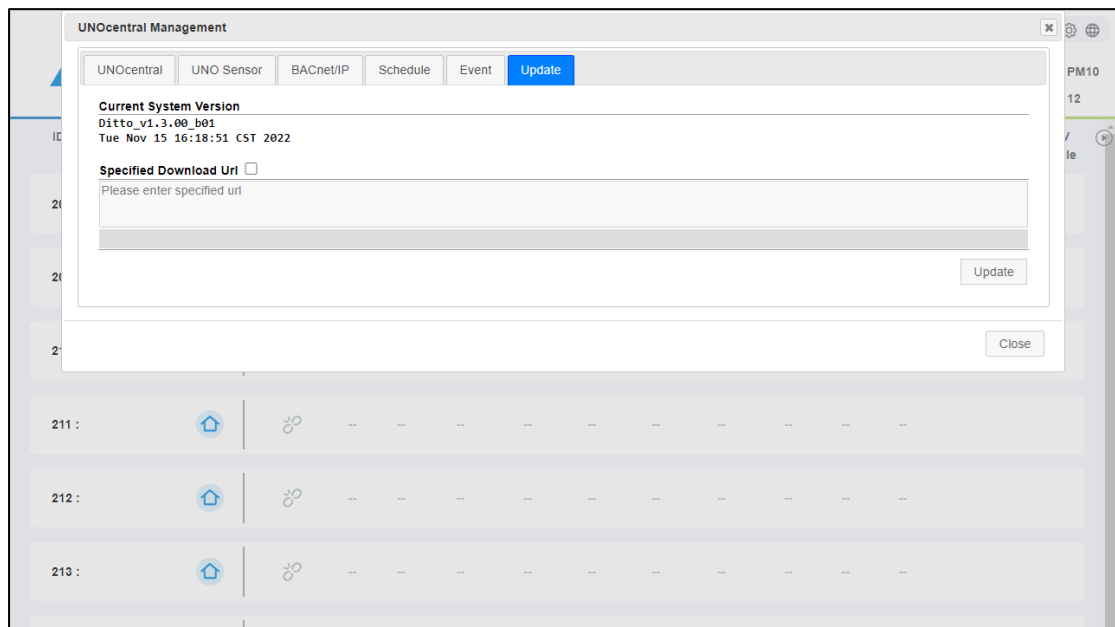 UNOcentral Management
PM10
UNOcentral UNO Sensor BACnet/IP Schedule Event Update
12
Current System Version
Ditto_v1.3.00_b01
Tue Nov 15 16:18:51 CST 2022
Specified Download Url
Please enter specified url
Update
Close
211 : -- -- -- -- -- -- -- -- --
212 : -- -- -- -- -- -- -- -- --
213 : -- -- -- -- -- -- -- -- --